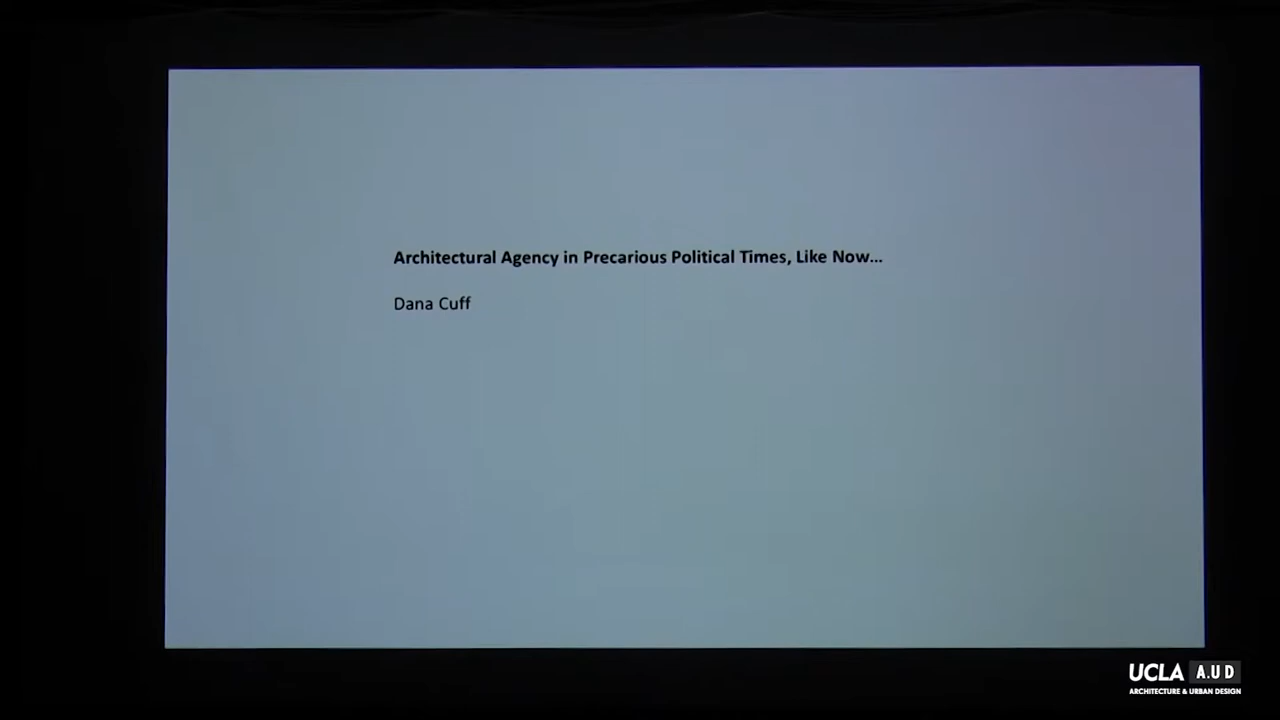 Architectural Agency in Precarious Political Times, Like Now...
Dana Cuff
UCLA A.UD
ARCHITECTURE & URBAN DESIGN